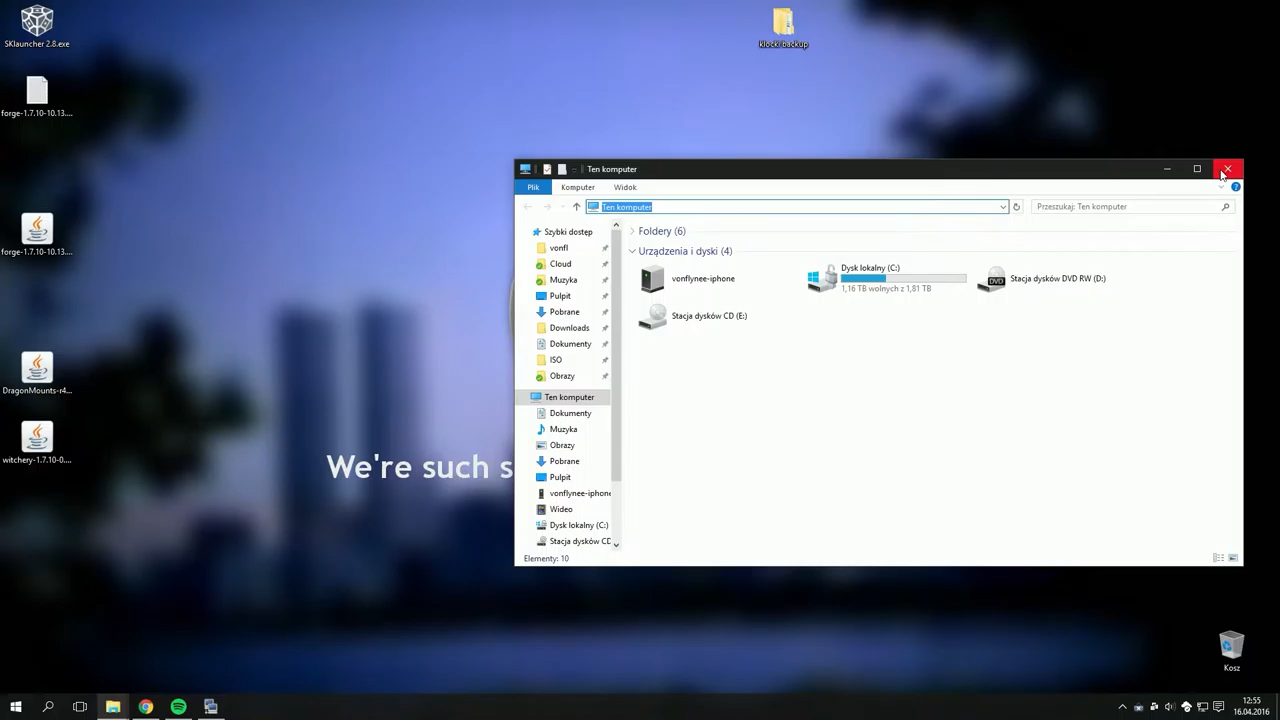 SKlauncher 2.8.exe
klocki backup
forge-1.7.10-10.13....
forge-1.7.10-10.13....
DragonMounts-r4...
witchery-1.7.10-0....
We're such s
Ten komputer
Plik
Komputer
Widok
Ten komputer
Przeszukaj: Ten komputer
Szybki dostęp
vonfl
Cloud
Muzyka
Pulpit
Pobrane
Downloads
Dokumenty
ISO
Obrazy
Ten komputer
Dokumenty
Muzyka
Obrazy
Pobrane
Pulpit
vonflynee-iphone
Wideo
Dysk lokalny (C:)
Stacja dysków CD
Foldery (6)
Urządzenia i dyski (4)
vonflynee-iphone
Dysk lokalny (C:)
1,16 TB wolnych z 1,81 TB
DVD
Stacja dysków DVD RW (D:)
Stacja dysków CD (E:)
Elementy: 10
Kosz
12:55
16.04.2016